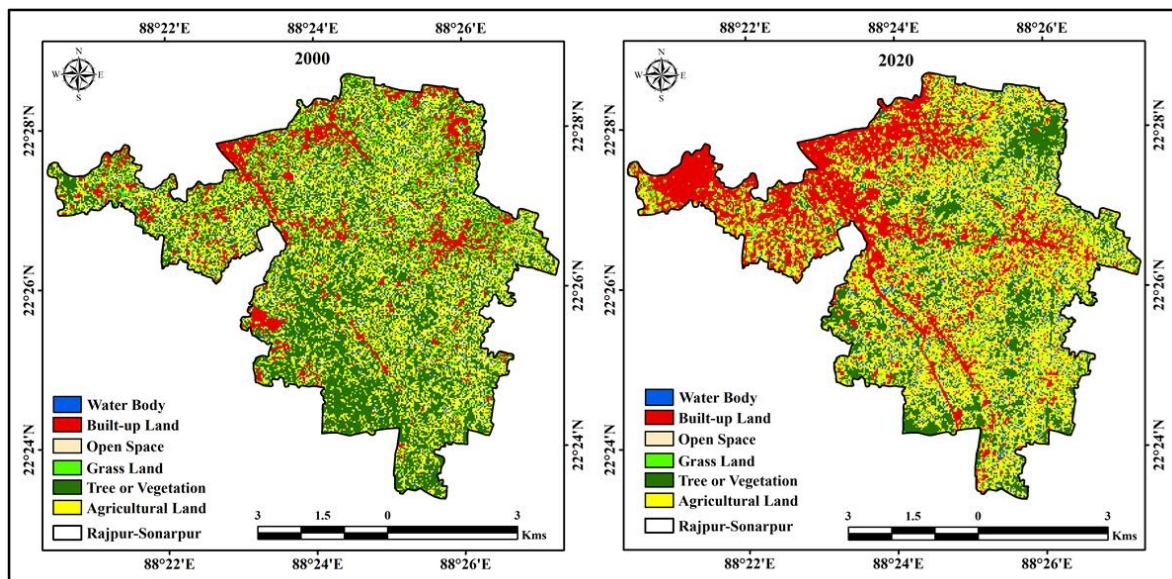 88°22'E 88°24'E 88°26'E
2000
N
W E
S
22°28'N
22°26'N
22°24'N
22°28'N
22°26'N
22°24'N
Water Body
Built-up Land
Open Space
Grass Land
Tree or Vegetation
Agricultural Land
Rajpur-Sonarpur
3 1.5 0 3
Kms
88°22'E 88°24'E 88°26'E
88°22'E 88°24'E 88°26'E
2020
N
W E
S
22°28'N
22°26'N
22°24'N
22°28'N
22°26'N
22°24'N
Water Body
Built-up Land
Open Space
Grass Land
Tree or Vegetation
Agricultural Land
Rajpur-Sonarpur
3 1.5 0 3
Kms
88°22'E 88°24'E 88°26'E